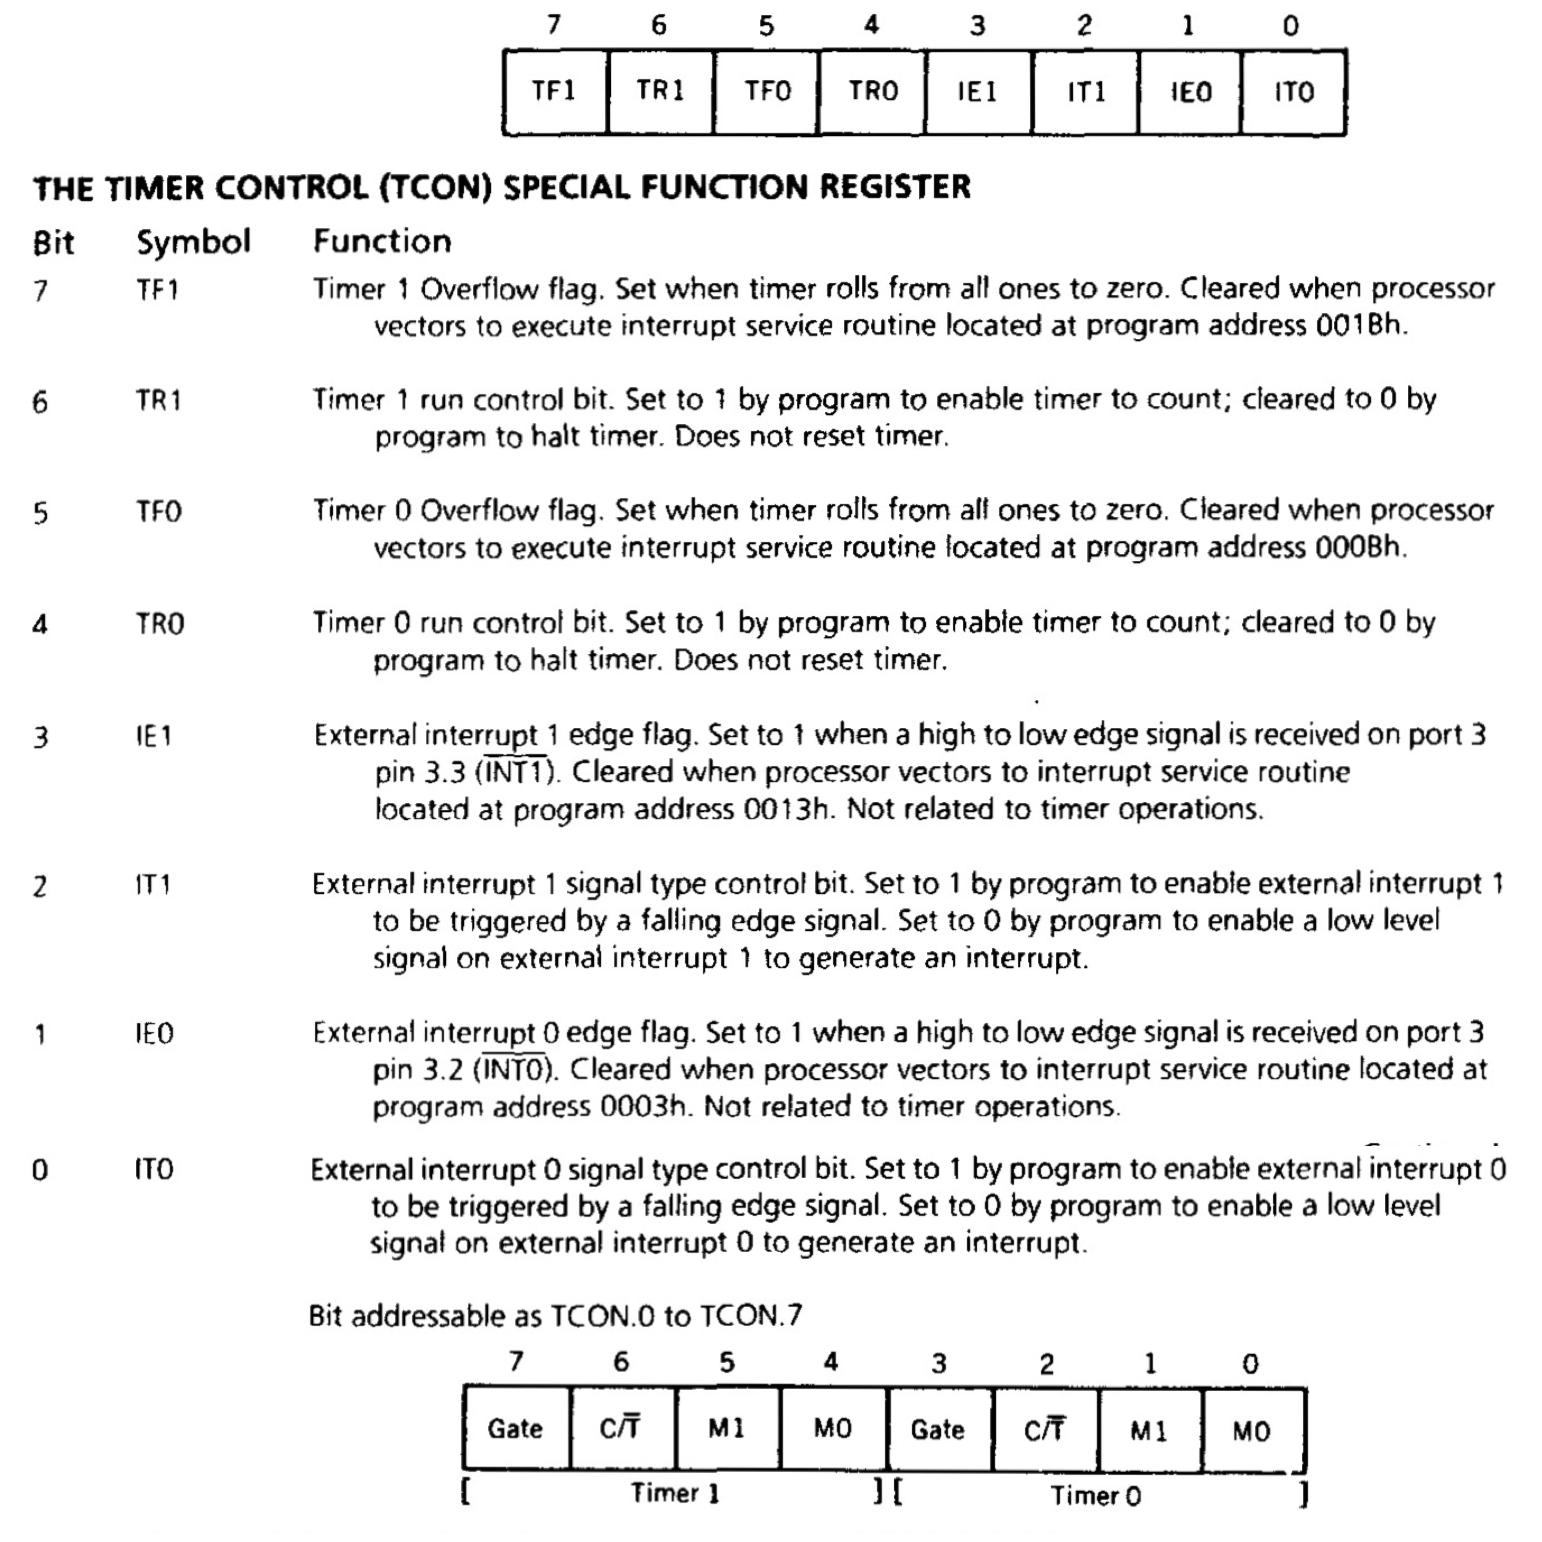 7 6 5 4 3 2 1 0
TF1 TR1 TF0 TR0 IE1 IT1 IE0 IT0
THE TIMER CONTROL (TCON) SPECIAL FUNCTION REGISTER
Bit Symbol Function
7 TF1 Timer 1 Overflow flag. Set when timer rolls from all ones to zero. Cleared when processor
vectors to execute interrupt service routine located at program address 001Bh.
6 TR1 Timer 1 run control bit. Set to 1 by program to enable timer to count; cleared to 0 by
program to halt timer. Does not reset timer.
5 TF0 Timer 0 Overflow flag. Set when timer rolls from all ones to zero. Cleared when processor
vectors to execute interrupt service routine located at program address 000Bh.
4 TR0 Timer 0 run control bit. Set to 1 by program to enable timer to count; cleared to 0 by
program to halt timer. Does not reset timer.
3 IE1 External interrupt 1 edge flag. Set to 1 when a high to low edge signal is received on port 3
pin 3.3 (I̅N̅T̅1̅). Cleared when processor vectors to interrupt service routine
located at program address 0013h. Not related to timer operations.
2 IT1 External interrupt 1 signal type control bit. Set to 1 by program to enable external interrupt 1
to be triggered by a falling edge signal. Set to 0 by program to enable a low level
signal on external interrupt 1 to generate an interrupt.
1 IE0 External interrupt 0 edge flag. Set to 1 when a high to low edge signal is received on port 3
pin 3.2 (I̅N̅T̅0̅). Cleared when processor vectors to interrupt service routine located at
program address 0003h. Not related to timer operations.
0 IT0 External interrupt 0 signal type control bit. Set to 1 by program to enable external interrupt 0
to be triggered by a falling edge signal. Set to 0 by program to enable a low level
signal on external interrupt 0 to generate an interrupt.
Bit addressable as TCON.0 to TCON.7
7 6 5 4 3 2 1 0
Gate C/T̅ M1 M0 Gate C/T̅ M1 M0
[ Timer 1 ] [ Timer 0 ]